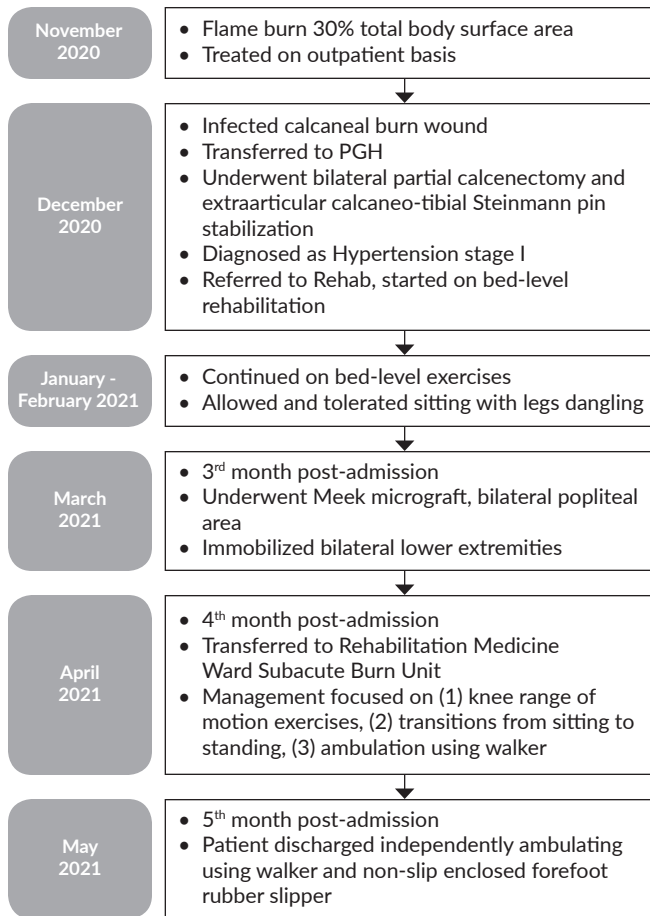 November
2020
• Flame burn 30% total body surface area
• Treated on outpatient basis
December
2020
• Infected calcaneal burn wound
• Transferred to PGH
• Underwent bilateral partial calcenectomy and
extraarticular calcaneo-tibial Steinmann pin
stabilization
• Diagnosed as Hypertension stage I
• Referred to Rehab, started on bed-level
rehabilitation
January -
February 2021
• Continued on bed-level exercises
• Allowed and tolerated sitting with legs dangling
March
2021
• 3rd month post-admission
• Underwent Meek micrograft, bilateral popliteal
area
• Immobilized bilateral lower extremities
April
2021
• 4th month post-admission
• Transferred to Rehabilitation Medicine
Ward Subacute Burn Unit
• Management focused on (1) knee range of
motion exercises, (2) transitions from sitting to
standing, (3) ambulation using walker
May
2021
• 5th month post-admission
• Patient discharged independently ambulating
using walker and non-slip enclosed forefoot
rubber slipper